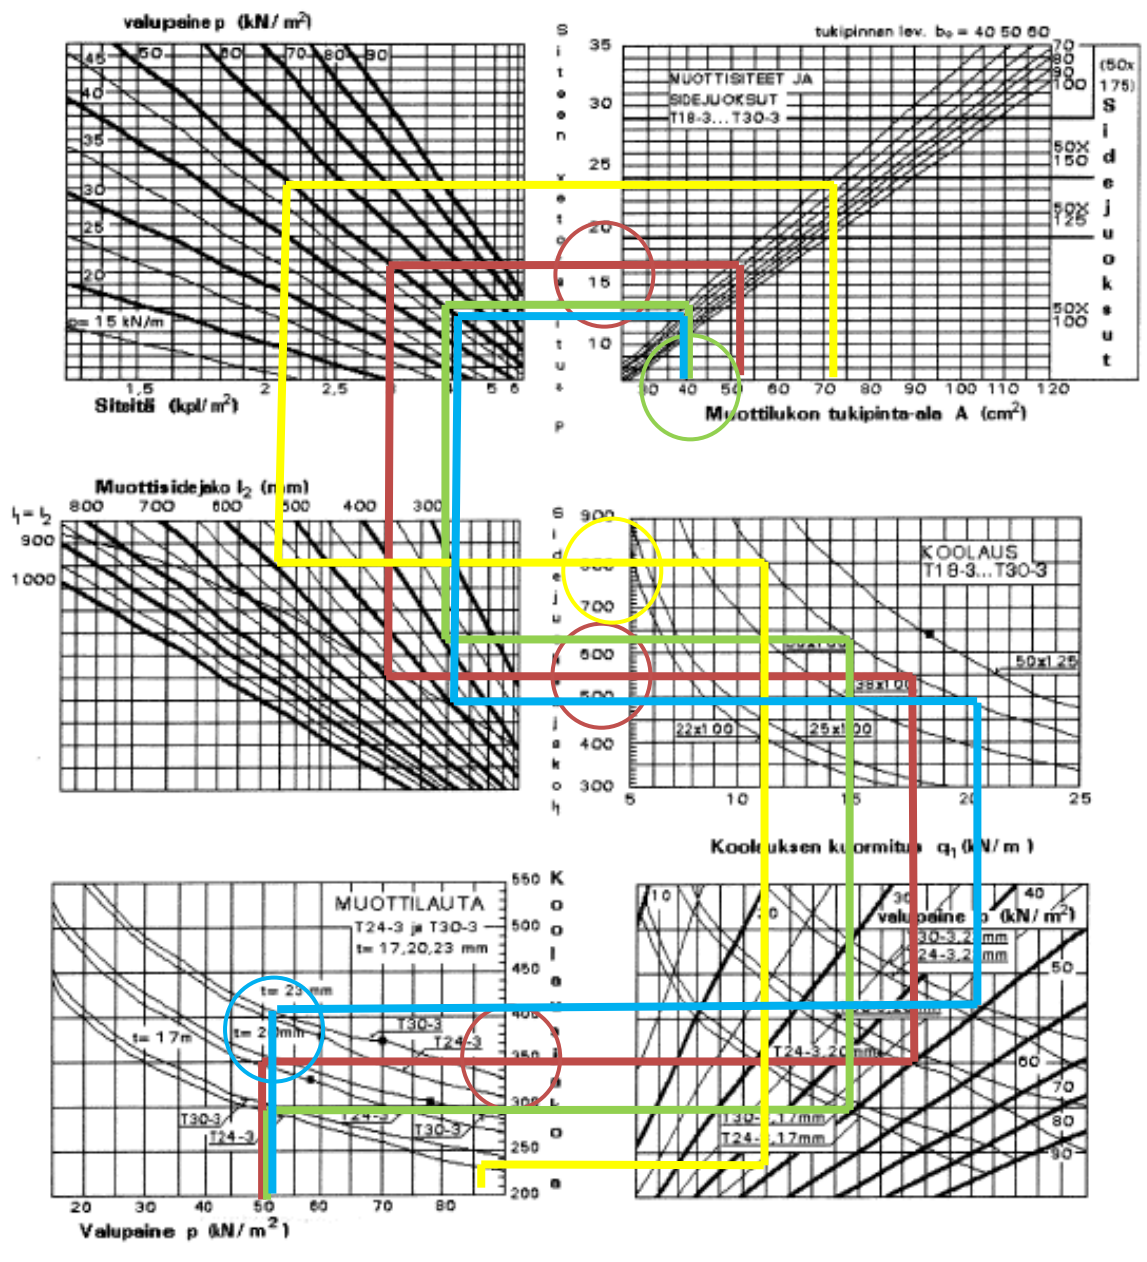 valupaine p (kN/m²)
50 60 70 80 90
45
40
35
30
25
20
p= 15 kN/m
1,5 2 2,5 3 4 5 6
Siteitä (kpl/m²)
Siteen
tukipinnan lev. b₀ = 40 50 60
35
30
25
20
15
10
MUOTTISITEET JA
SIDEJUOKSUT
T18-3...T30-3
70
80
90
100
(50x
175)
50X
150
50X
125
50X
100
Sidejuoksut
30 40 50 60 70 80 90 100 110 120
Muottilukon tukipinta-ala A (cm²)
Muottisidejako l₂ (mm)
l₁= l₂ 800 700 600 500 400 300
900
1000
900
700
600
500
400
300
KOOLAUS
T18-3...T30-3
50x125
38x100
22x100
25x100
5 10 15 20 25
Koolauksen kuormitus q₁ (kN/m)
MUOTTILAUTA
T24-3 ja T30-3
t= 17,20,23 mm
t= 23 mm
t= 20mm
t= 17m
T30-3
T24-3
T30-3
T24-3
T24-3
T30-3
550
500
450
400
350
300
250
200
20 30 40 50 60 70 80
Valupaine p (kN/m²)
10 20 30 40
valupaine p (kN/m²)
T24-3,20mm
T30-3,17mm
T24-3,17mm
50
60
70
80
90